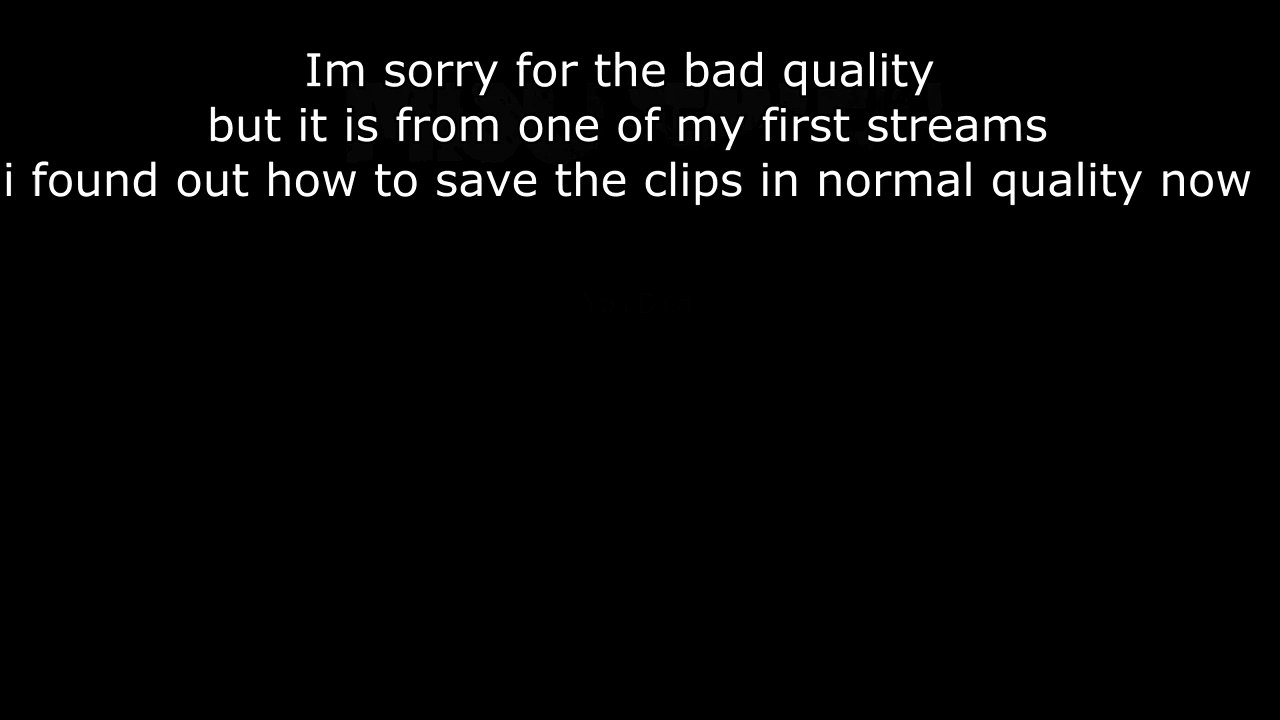 Im sorry for the bad quality
but it is from one of my first streams
i found out how to save the clips in normal quality now